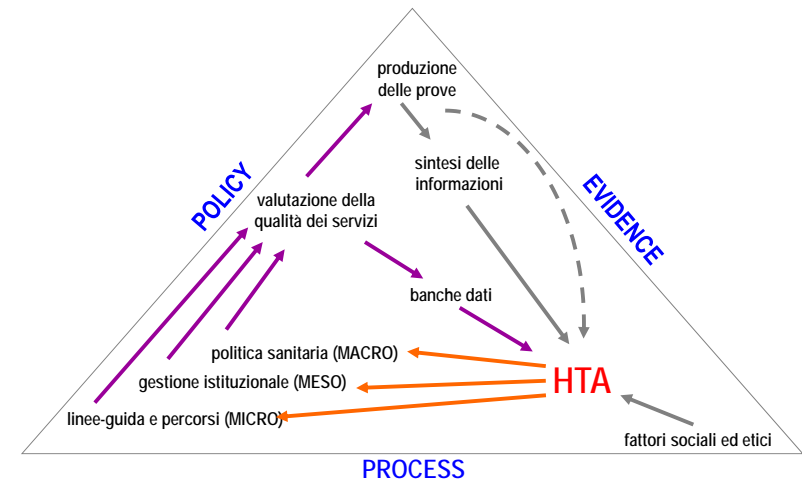 produzione
delle prove
sintesi delle
informazioni
POLICY
EVIDENCE
valutazione della
qualità dei servizi
banche dati
politica sanitaria (MACRO)
gestione istituzionale (MESO)
HTA
linee-guida e percorsi (MICRO)
fattori sociali ed etici
PROCESS